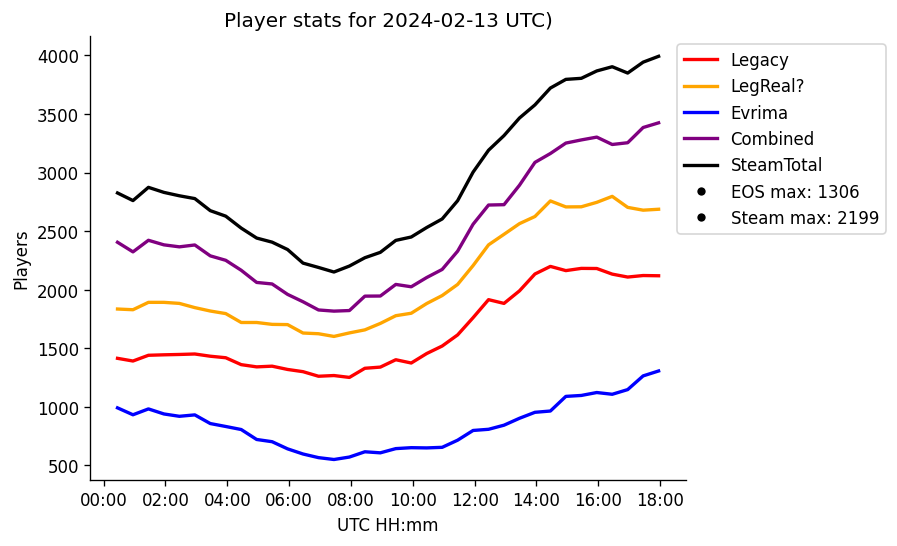 Player stats for 2024-02-13 UTC)
4000
3500
3000
2500
2000
1500
1000
500
Players
00:00 02:00 04:00 06:00 08:00 10:00 12:00 14:00 16:00 18:00
UTC HH:mm
Legacy
LegReal?
Evrima
Combined
SteamTotal
EOS max: 1306
Steam max: 2199